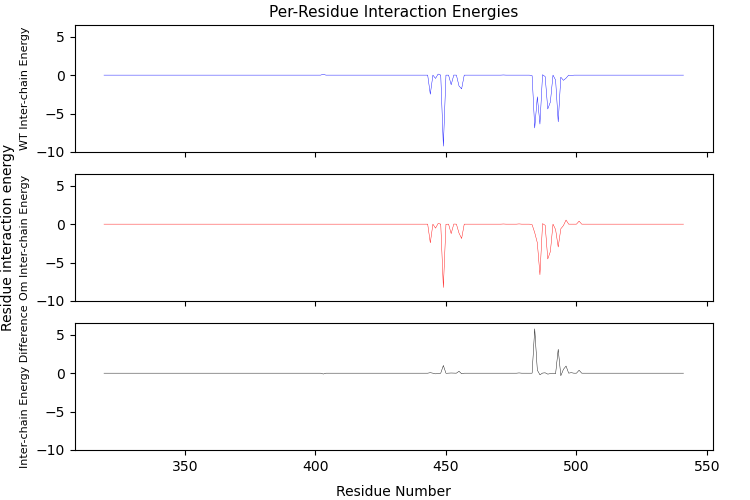 Per-Residue Interaction Energies
Residue interaction energy
WT Inter-chain Energy
5
0
−5
−10
Om Inter-chain Energy
5
0
−5
−10
Inter-chain Energy Difference
5
0
−5
−10
350
400
450
500
550
Residue Number